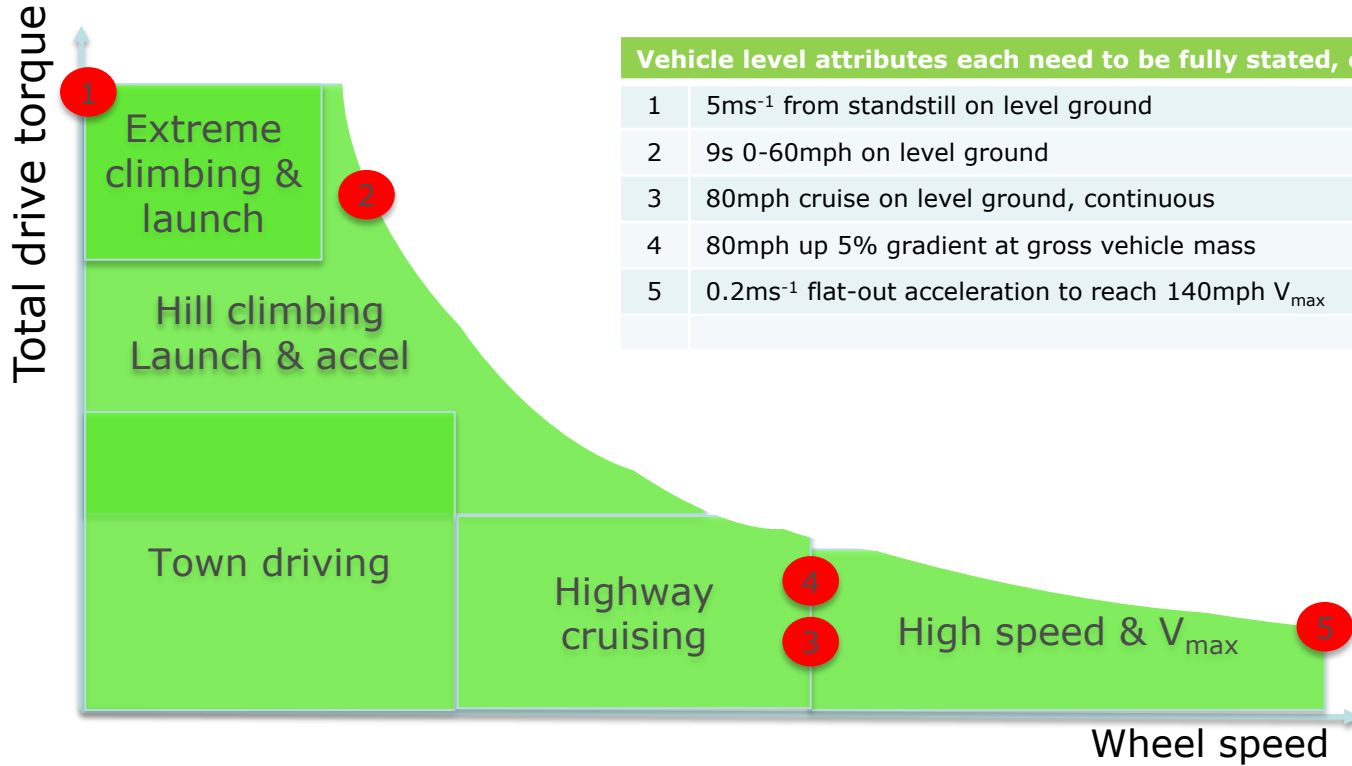 Total drive torque
Vehicle level attributes each need to be fully stated,
1 5ms⁻¹ from standstill on level ground
2 9s 0-60mph on level ground
3 80mph cruise on level ground, continuous
4 80mph up 5% gradient at gross vehicle mass
5 0.2ms⁻¹ flat-out acceleration to reach 140mph Vmax
1
Extreme
climbing &
launch
2
Hill climbing
Launch & accel
Town driving
Highway
cruising
4
3
High speed & Vmax
5
Wheel speed